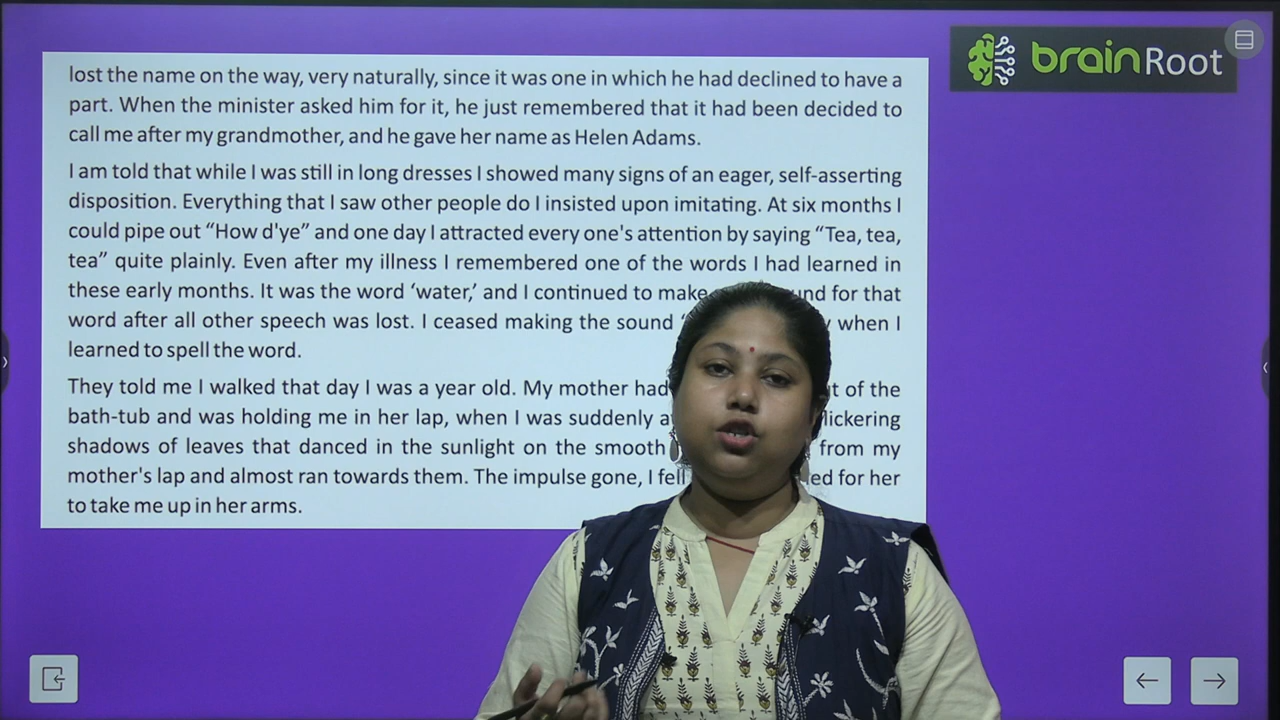 brainRoot
lost the name on the way, very naturally, since it was one in which he had declined to have a
part. When the minister asked him for it, he just remembered that it had been decided to
call me after my grandmother, and he gave her name as Helen Adams.
I am told that while I was still in long dresses I showed many signs of an eager, self-asserting
disposition. Everything that I saw other people do I insisted upon imitating. At six months I
could pipe out “How d'ye” and one day I attracted every one's attention by saying “Tea, tea,
tea” quite plainly. Even after my illness I remembered one of the words I had learned in
these early months. It was the word ‘water,’ and I continued to make for that
word after all other speech was lost. I ceased making the sound when I
learned to spell the word.
They told me I walked that day I was a year old. My mother had of the
bath-tub and was holding me in her lap, when I was suddenly
shadows of leaves that danced in the sunlight on the smooth from my
mother's lap and almost ran towards them. The impulse gone, I fell for her
to take me up in her arms.